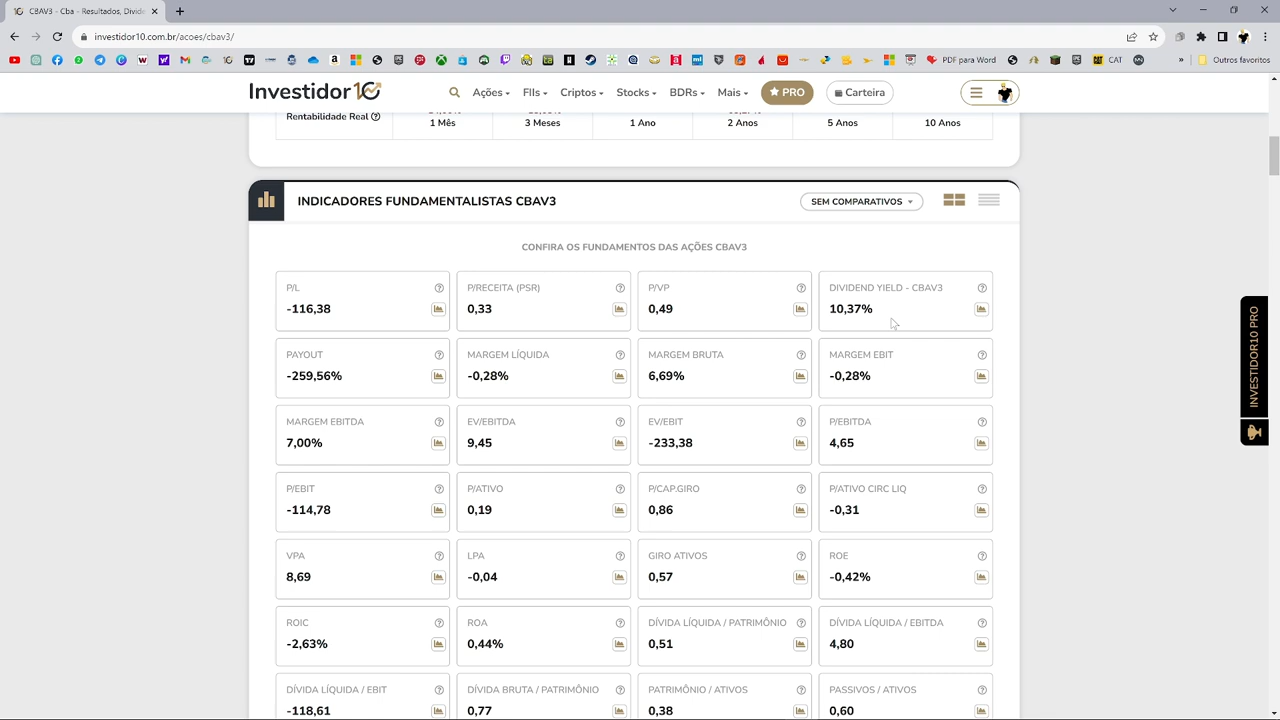 CBAV3 - Cba - Resultados, Divide
investidor10.com.br/acoes/cbav3/
PDF para Word
CAT
»
Outros favoritos
Investidor10
Ações
FIIs
Criptos
Stocks
BDRs
Mais
PRO
Carteira
Rentabilidade Real
1 Mês
3 Meses
1 Ano
2 Anos
5 Anos
10 Anos
INDICADORES FUNDAMENTALISTAS CBAV3
SEM COMPARATIVOS
CONFIRA OS FUNDAMENTOS DAS AÇÕES CBAV3
P/L
-116,38
P/RECEITA (PSR)
0,33
P/VP
0,49
DIVIDEND YIELD - CBAV3
10,37%
PAYOUT
-259,56%
MARGEM LÍQUIDA
-0,28%
MARGEM BRUTA
6,69%
MARGEM EBIT
-0,28%
MARGEM EBITDA
7,00%
EV/EBITDA
9,45
EV/EBIT
-233,38
P/EBITDA
4,65
P/EBIT
-114,78
P/ATIVO
0,19
P/CAP.GIRO
0,86
P/ATIVO CIRC LIQ
-0,31
VPA
8,69
LPA
-0,04
GIRO ATIVOS
0,57
ROE
-0,42%
ROIC
-2,63%
ROA
0,44%
DÍVIDA LÍQUIDA / PATRIMÔNIO
0,51
DÍVIDA LÍQUIDA / EBITDA
4,80
DÍVIDA LÍQUIDA / EBIT
-118,61
DÍVIDA BRUTA / PATRIMÔNIO
0,77
PATRIMÔNIO / ATIVOS
0,38
PASSIVOS / ATIVOS
0,60
INVESTIDOR10 PRO